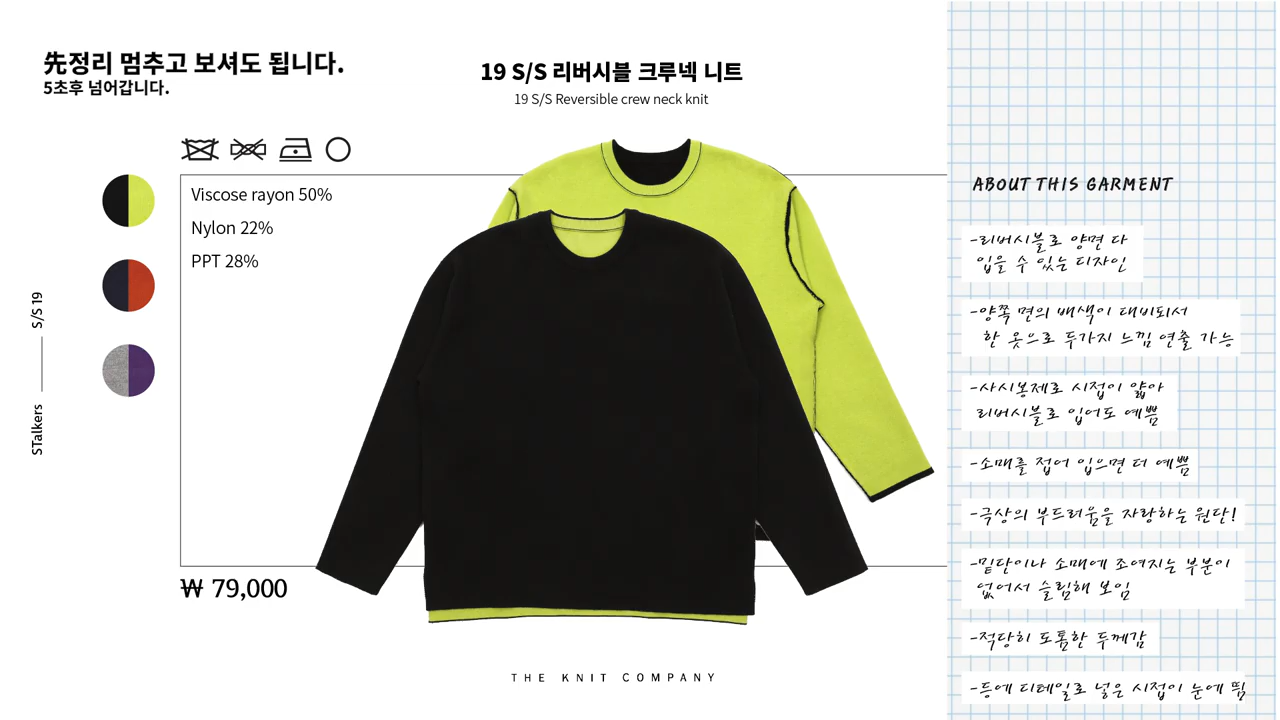 先정리 멈추고 보셔도 됩니다.
5초후 넘어갑니다.
19 S/S 리버시블 크루넥 니트
19 S/S Reversible crew neck knit
Viscose rayon 50%
Nylon 22%
PPT 28%
S/S 19
STalkers
₩ 79,000
THE KNIT COMPANY
ABOUT THIS GARMENT
-리버시블로 양면 다
입을 수 있는 디자인
-양쪽 면의 배색이 대비되서
한 옷으로 두가지 느낌 연출 가능
-사시봉제로 시접이 얇아
리버시블로 입어도 예쁨
-소매를 접어 입으면 더 예쁨
-극상의 부드러움을 자랑하는 원단!
-밑단이나 소매에 조여지는 부분이
없어서 슬림해 보임
-적당히 도톰한 두께감
-등에 디테일로 넣은 시접이 눈에 띔